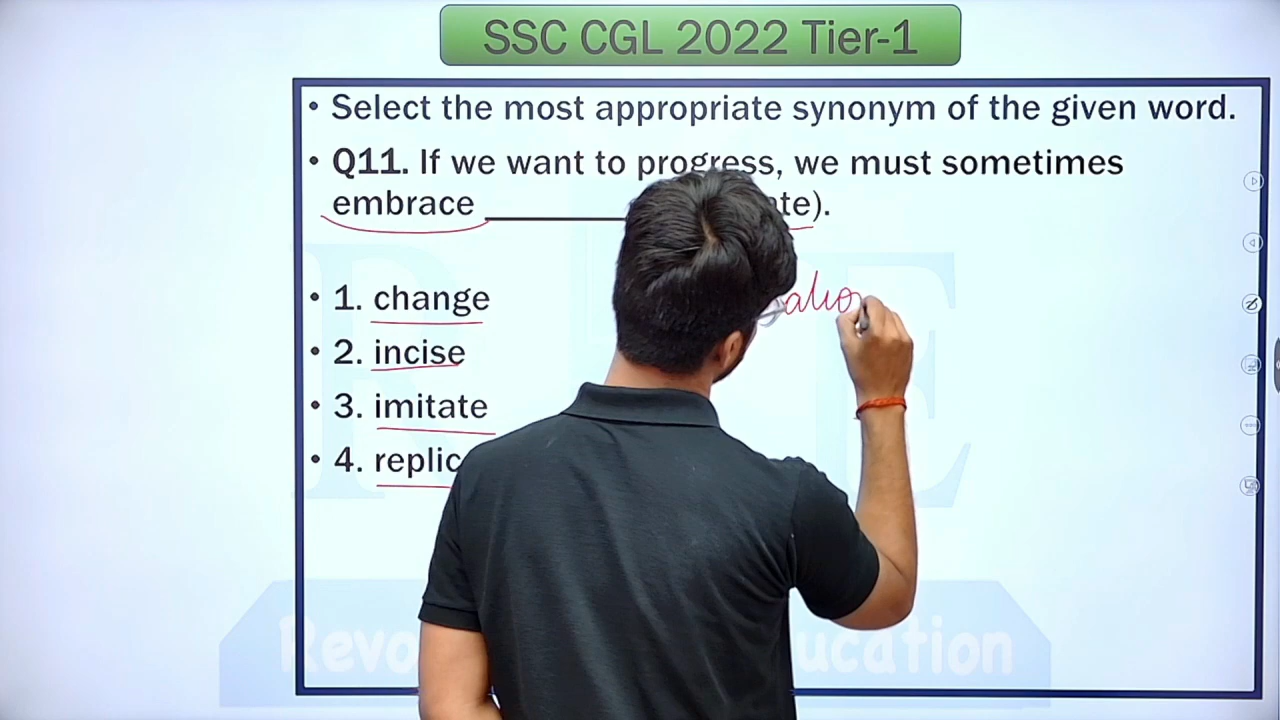 SSC CGL 2022 Tier-1
• Select the most appropriate synonym of the given word.
• Q11. If we want to progress, we must sometimes
embrace ____________
• 1. change
• 2. incise
• 3. imitate
• 4.